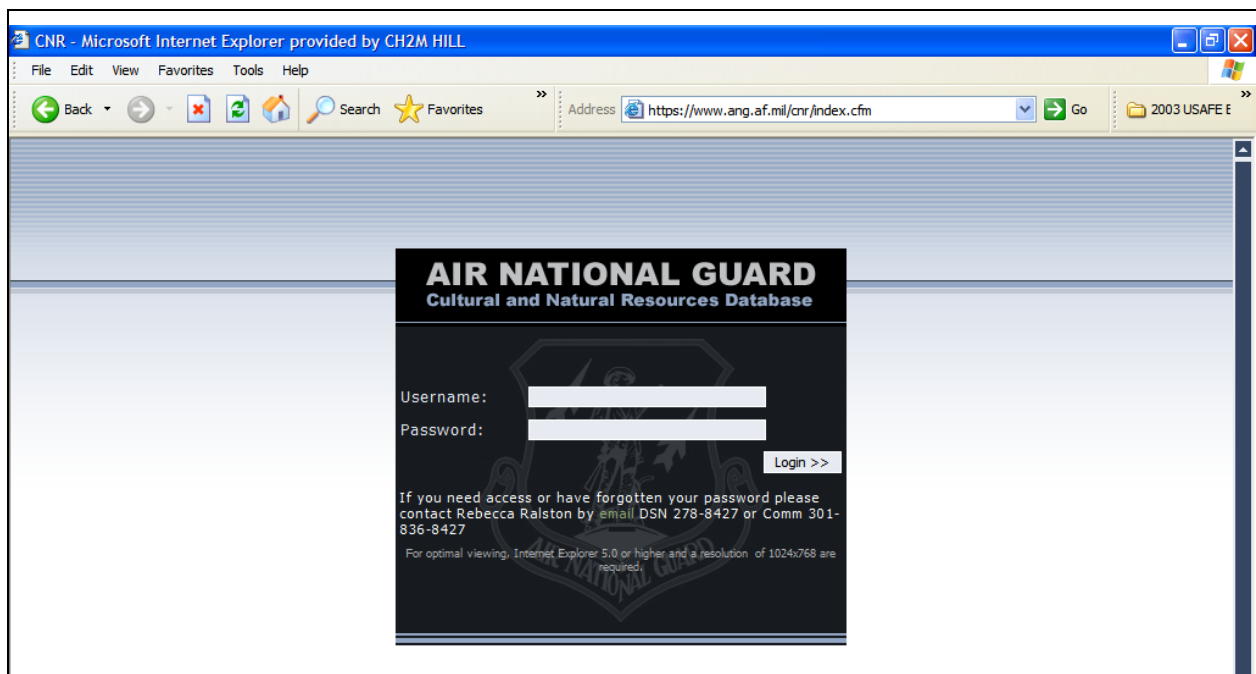 CNR - Microsoft Internet Explorer provided by CH2M HILL
File Edit View Favorites Tools Help
Back Search Favorites » Address https://www.ang.af.mil/cnr/index.cfm Go 2003 USAFE E »
AIR NATIONAL GUARD
Cultural and Natural Resources Database
Username:
Password:
Login >>
If you need access or have forgotten your password please
contact Rebecca Ralston by email DSN 278-8427 or Comm 301-
836-8427
For optimal viewing, Internet Explorer 5.0 or higher and a resolution of 1024x768 are
required.
AIR NATIONAL GUARD